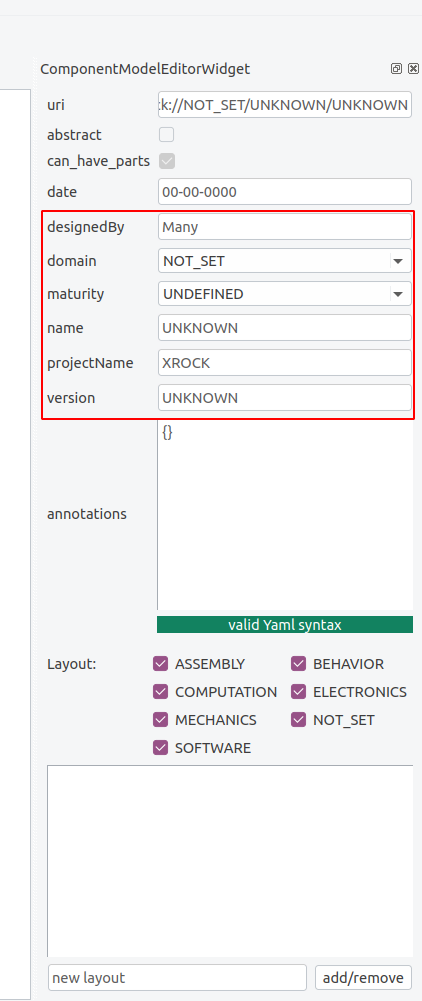 ComponentModelEditorWidget
uri :k://NOT_SET/UNKNOWN/UNKNOWN
abstract
can_have_parts
date 00-00-0000
designedBy Many
domain NOT_SET
maturity UNDEFINED
name UNKNOWN
projectName XROCK
version UNKNOWN
annotations {}
valid Yaml syntax
Layout: ASSEMBLY BEHAVIOR
COMPUTATION ELECTRONICS
MECHANICS NOT_SET
SOFTWARE
new layout add/remove